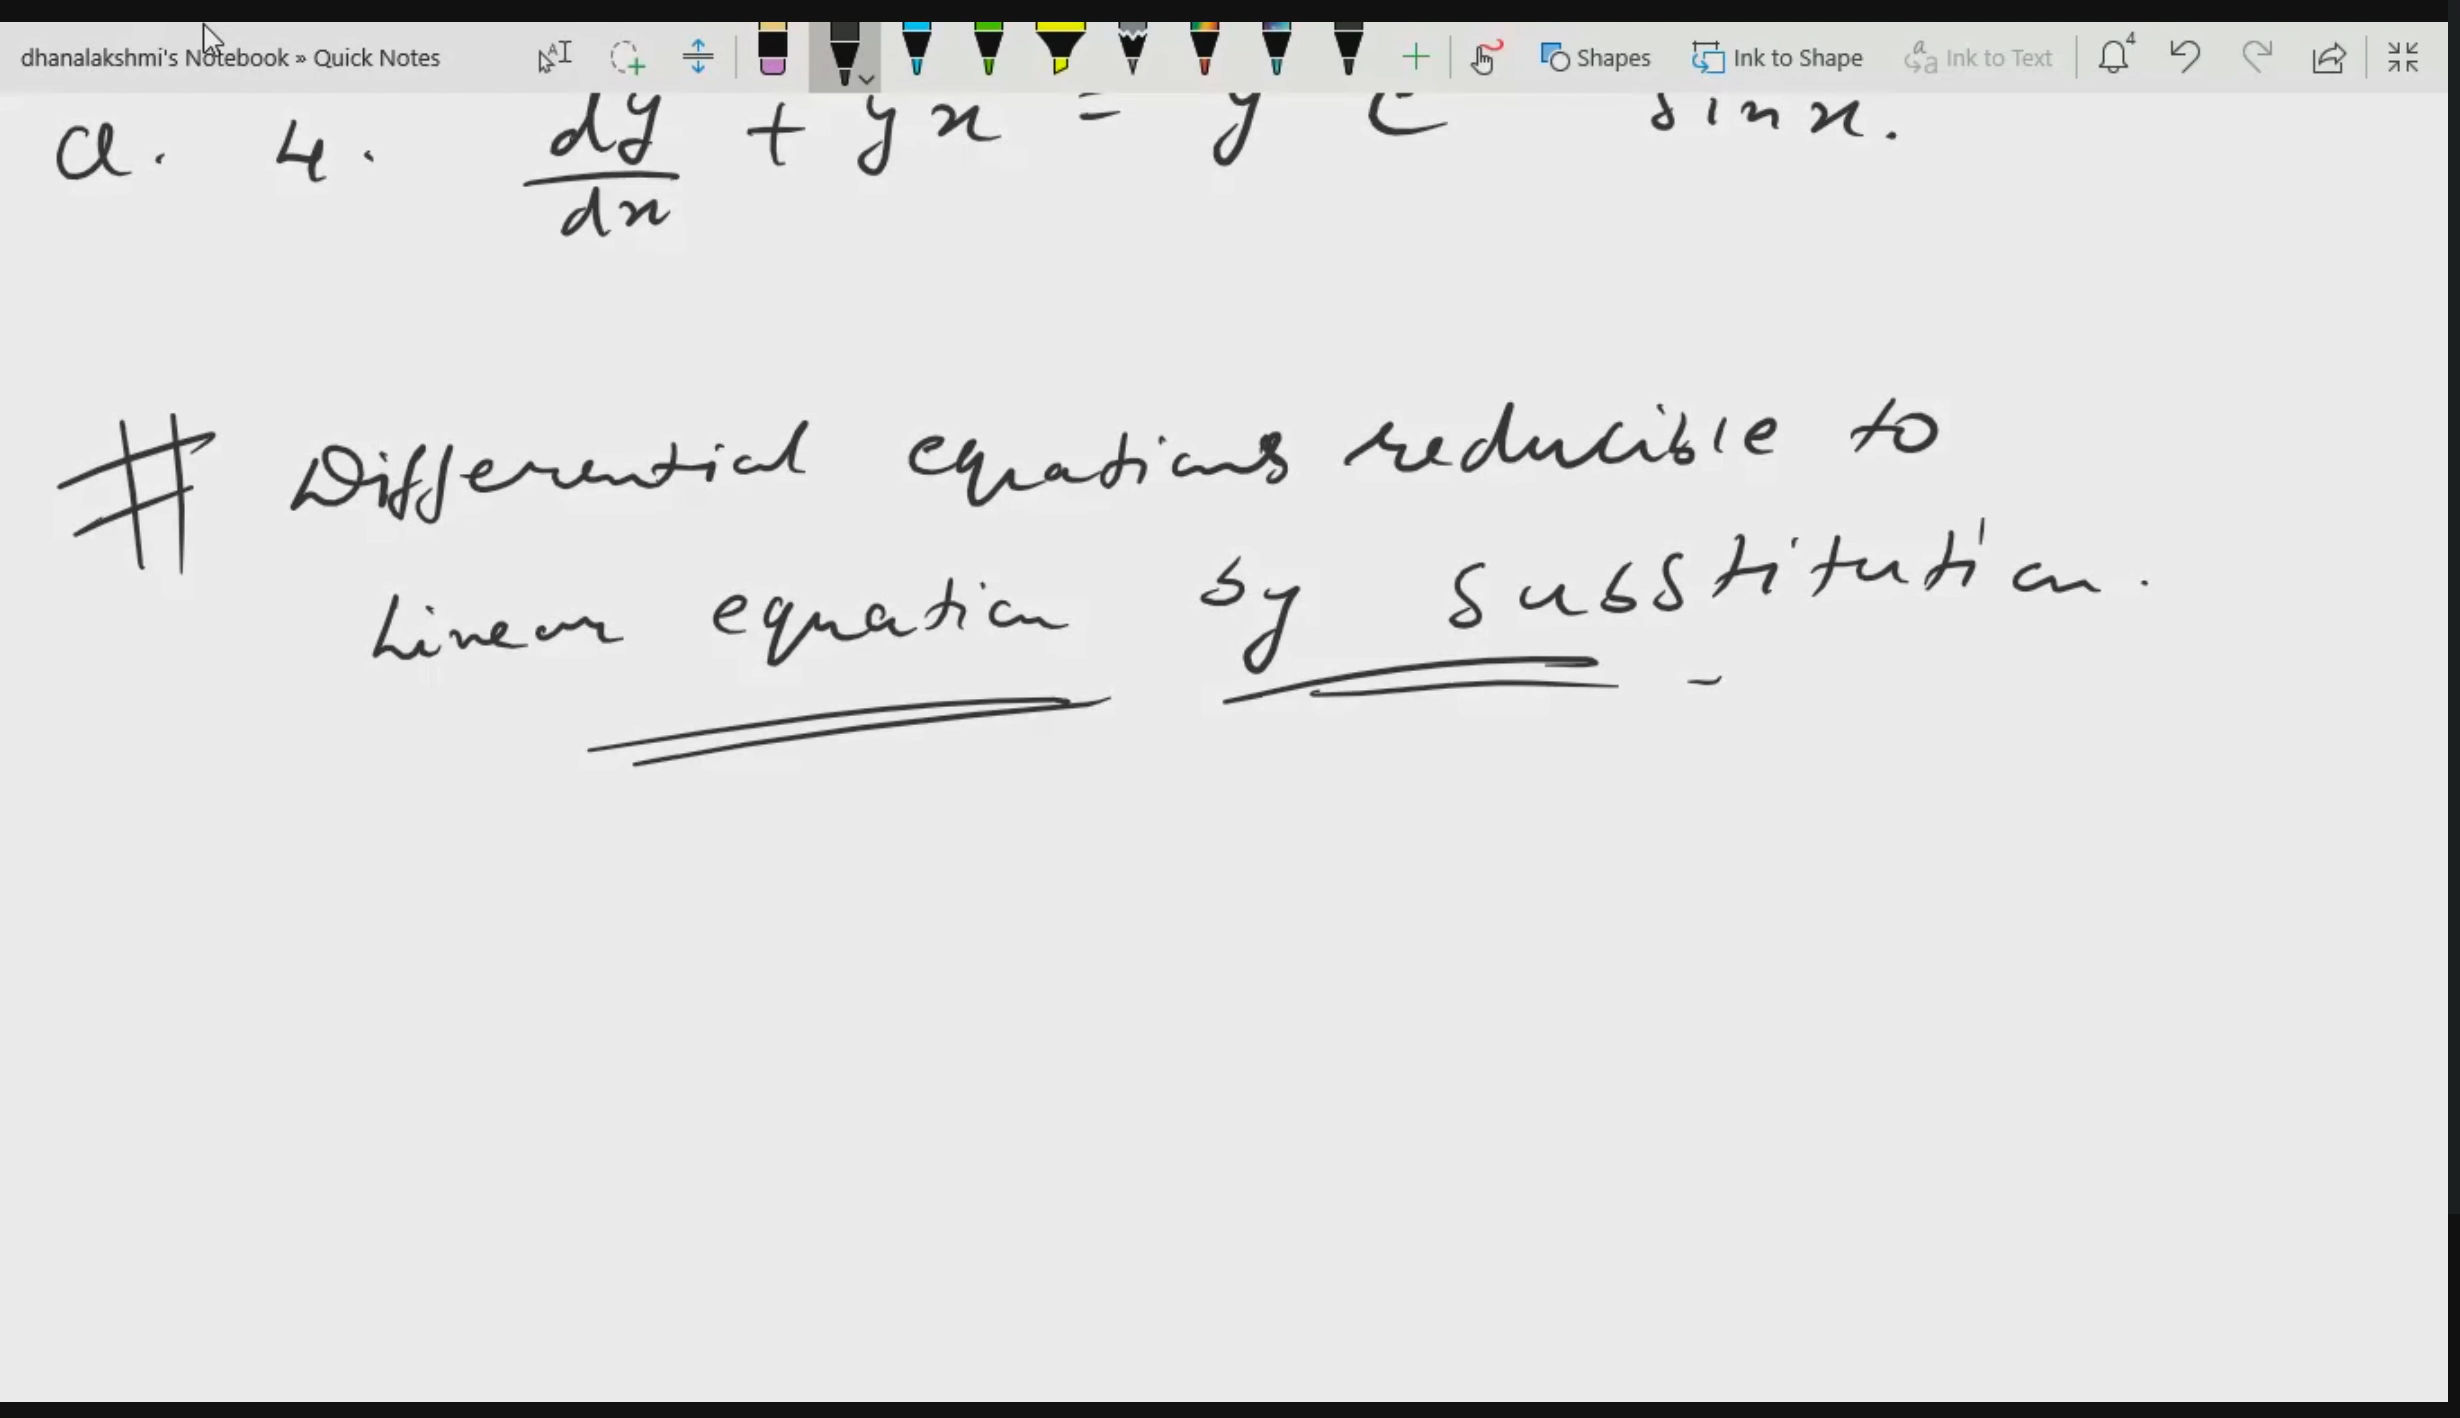 dhanalakshmi's Notebook » Quick Notes
Shapes
Ink to Shape
Ink to Text
4
Q. 4. dy/dx + yx = y e sinx.
# Differential equations reducible to
Linear equation by substitution.